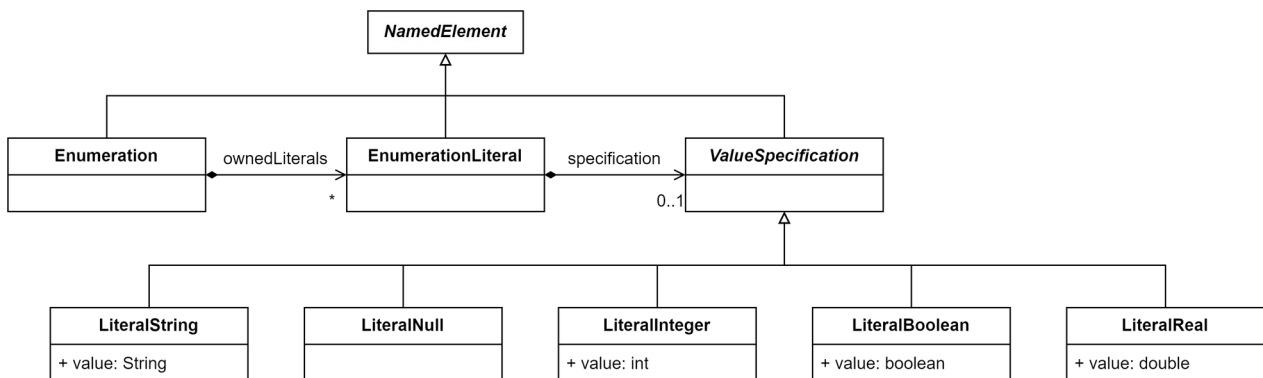 NamedElement
Enumeration
ownedLiterals
*
EnumerationLiteral
specification
0..1
ValueSpecification
LiteralString
+ value: String
LiteralNull
LiteralInteger
+ value: int
LiteralBoolean
+ value: boolean
LiteralReal
+ value: double